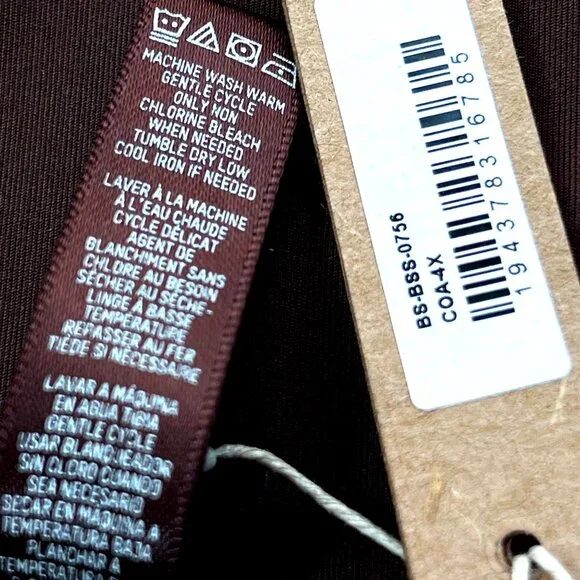 MACHINE WASH WARM
GENTLE CYCLE
ONLY NON
CHLORINE BLEACH
WHEN NEEDED
TUMBLE DRY LOW
COOL IRON IF NEEDED
LAVER À LA MACHINE
À L'EAU CHAUDE
CYCLE DÉLICAT
AGENT DE
BLANCHIMENT SANS
CHLORE AU BESOIN
SÉCHER AU SÈCHE-
LINGE À BASSE
TEMPÉRATURE
REPASSER AU FER
TIÈDE SI NÉCESSAIRE
LAVAR A MÁQUINA
EN AGUA TIBIA
GENTLE CYCLE
USAR BLANQUEADOR
SIN CLORO CUANDO
SEA NECESARO
SECAR EN MÁQUINA A
TEMPERATURA BAJA
PLANCHAR A
TEMPERATURA BAJA
BS-BSS-0756
COA-4X
194378316785